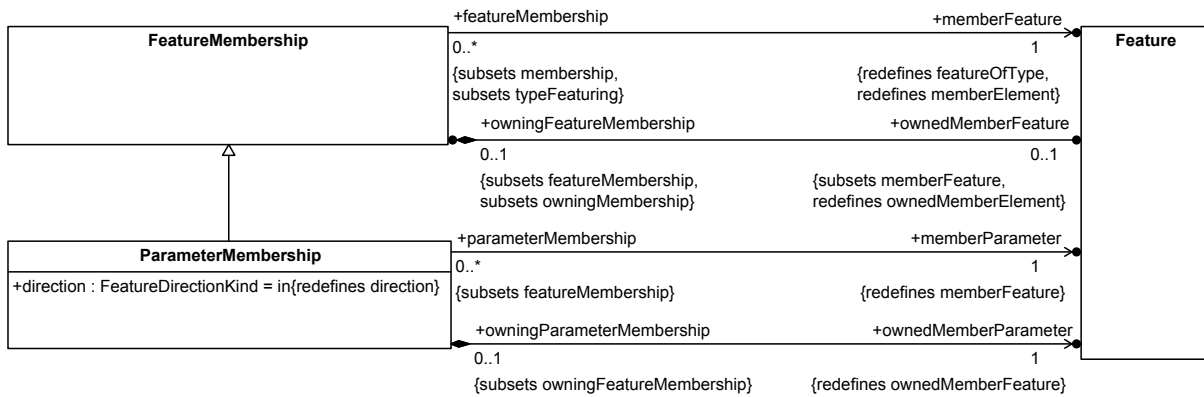 +featureMembership
+memberFeature
FeatureMembership
Feature
0..*
1
{subsets membership,
subsets typeFeaturing}
{redefines featureOfType,
redefines memberElement}
+owningFeatureMembership
+ownedMemberFeature
0..1
0..1
{subsets featureMembership,
subsets owningMembership}
{subsets memberFeature,
redefines ownedMemberElement}
+parameterMembership
+memberParameter
ParameterMembership
0..*
1
+direction : FeatureDirectionKind = in{redefines direction}
{subsets featureMembership}
{redefines memberFeature}
+owningParameterMembership
+ownedMemberParameter
0..1
1
{subsets owningFeatureMembership}
{redefines ownedMemberFeature}